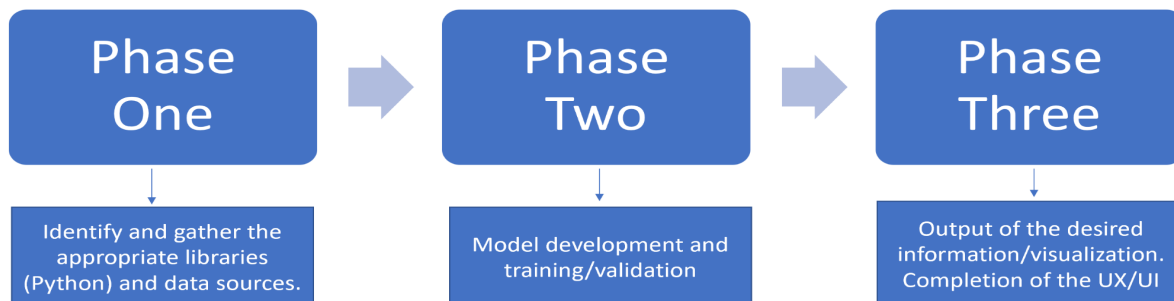 Phase
One
Phase
Two
Phase
Three
Identify and gather the
appropriate libraries
(Python) and data sources.
Model development and
training/validation
Output of the desired
information/visualization.
Completion of the UX/UI